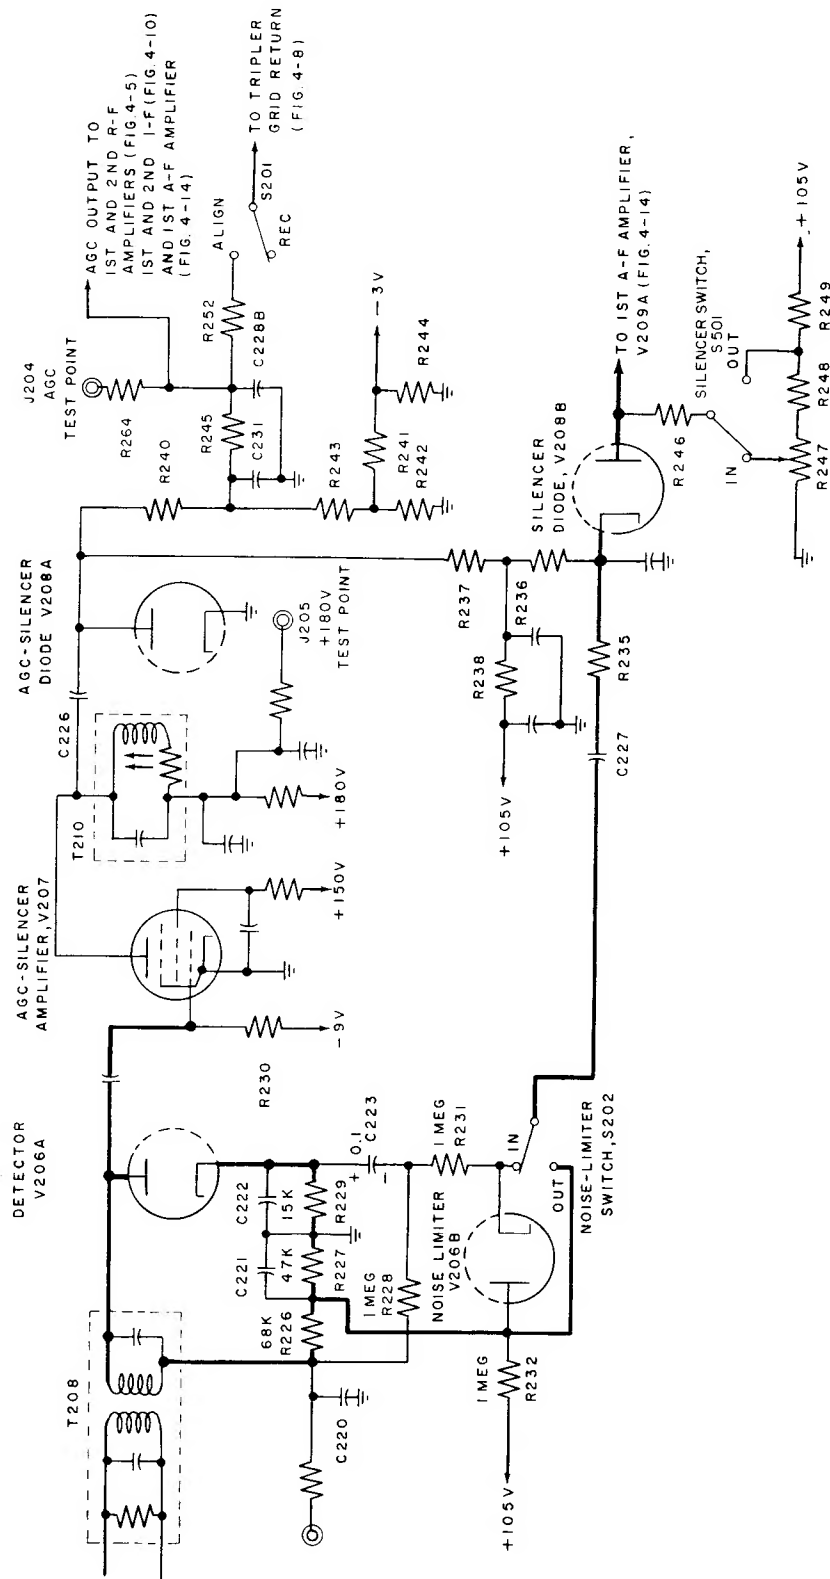 T208
DETECTOR
V206A
AGC-SILENCER
AMPLIFIER, V207
T210
C226
AGC-SILENCER
DIODE V208A
J204
AGC
TEST POINT
AGC OUTPUT TO
1ST AND 2ND R-F
AMPLIFIERS (FIG. 4-5)
1ST AND 2ND I-F (FIG. 4-10)
AND 1ST A-F AMPLIFIER
(FIG. 4-14)
R264
R240
R245
C231
R252
C228B
ALIGN
REC
S201
TO TRIPLER
GRID RETURN
(FIG. 4-8)
R243
R241
R242
-3V
R244
R230
-9V
+150V
+180V
J205
+180V
TEST POINT
C222
15K
R229
C221
47K
R227
68K
R226
C220
+
0.1
-
C223
1 MEG
R228
1 MEG
R231
NOISE LIMITER
V206B
1 MEG
R232
+105V
IN
OUT
NOISE-LIMITER
SWITCH, S202
C227
R235
R237
R236
R238
+105V
SILENCER
DIODE, V208B
TO 1ST A-F AMPLIFIER,
V209A (FIG. 4-14)
R246
SILENCER SWITCH,
S501
IN
OUT
R247
R248
R249
+105V